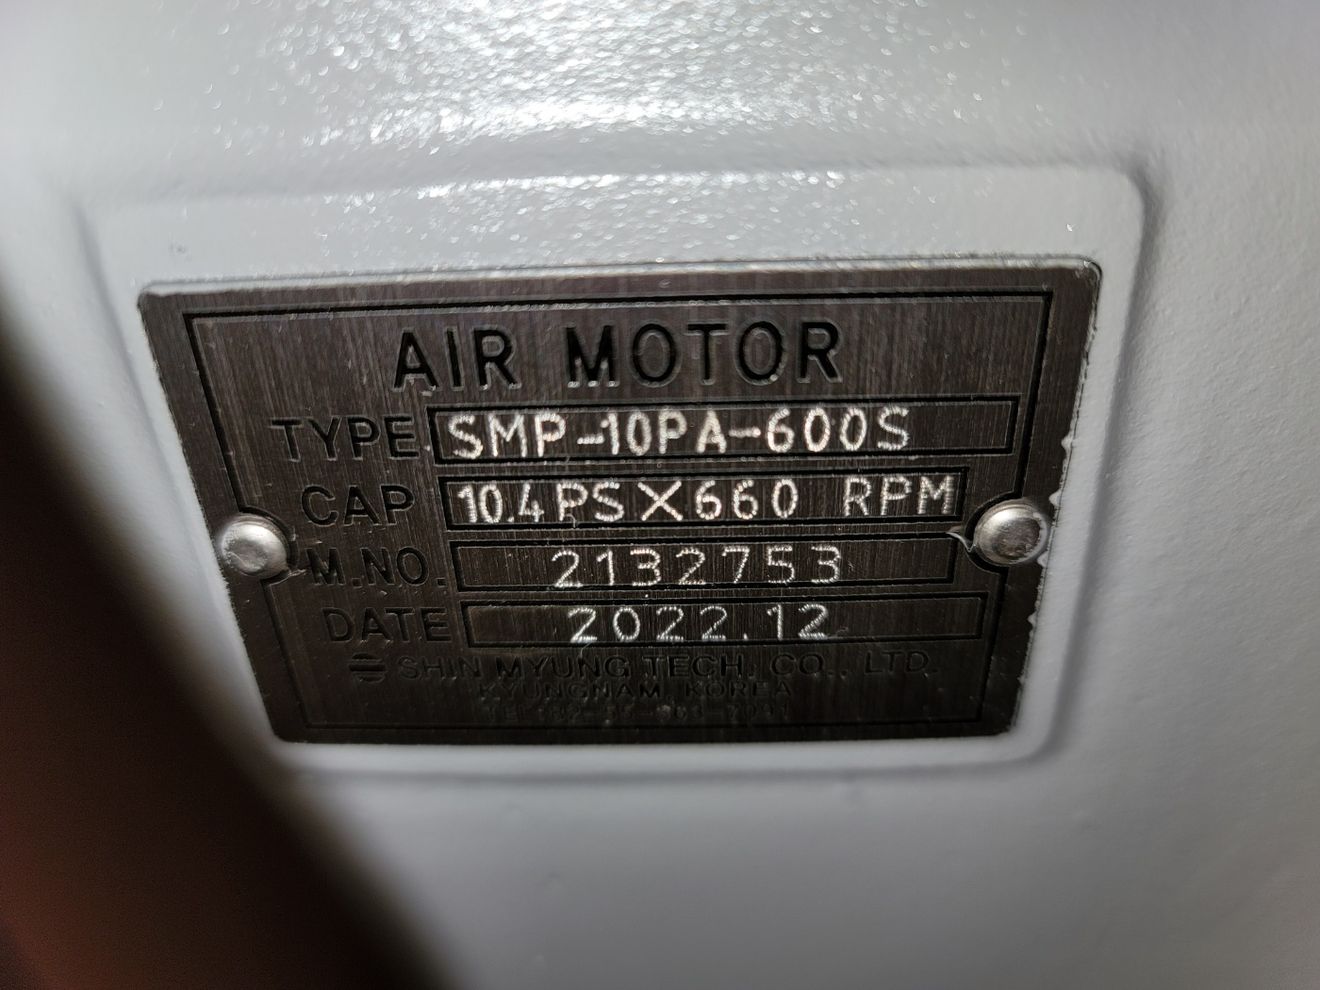 AIR MOTOR
TYPE SMP-10PA-600S
CAP 10.4PS×660 RPM
M.NO. 2132753
DATE 2022.12
SHIN MYUNG TECH. CO., LTD.
KYUNGNAM, KOREA